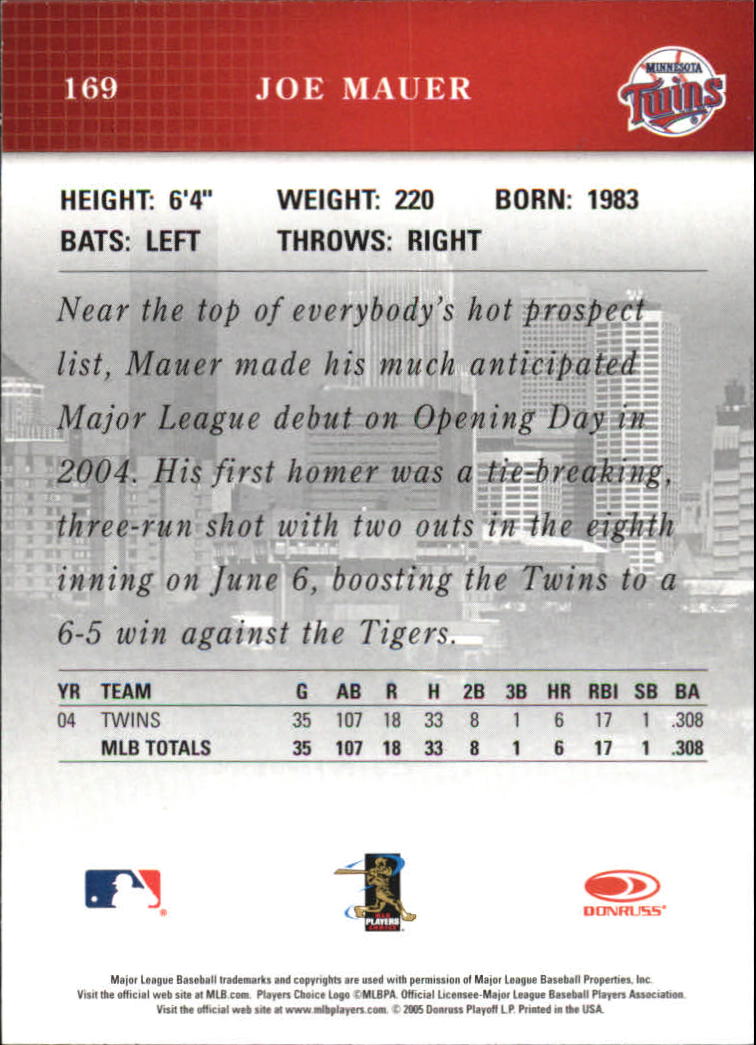 169 JOE MAUER
MINNESOTA
Twins
HEIGHT: 6'4" WEIGHT: 220 BORN: 1983
BATS: LEFT THROWS: RIGHT
Near the top of everybody's hot prospect
list, Mauer made his much anticipated
Major League debut on Opening Day in
2004. His first homer was a tie-breaking,
three-run shot with two outs in the eighth
inning on June 6, boosting the Twins to a
6-5 win against the Tigers.
YR TEAM G AB R H 2B 3B HR RBI SB BA
04 TWINS 35 107 18 33 8 1 6 17 1 .308
MLB TOTALS 35 107 18 33 8 1 6 17 1 .308
MLB
PLAYERS
CHOICE
DONRUSS
Major League Baseball trademarks and copyrights are used with permission of Major League Baseball Properties, Inc.
Visit the official web site at MLB.com. Players Choice Logo ©MLBPA. Official Licensee-Major League Baseball Players Association.
Visit the official web site at www.mlbplayers.com. © 2005 Donruss Playoff L.P. Printed in the USA.